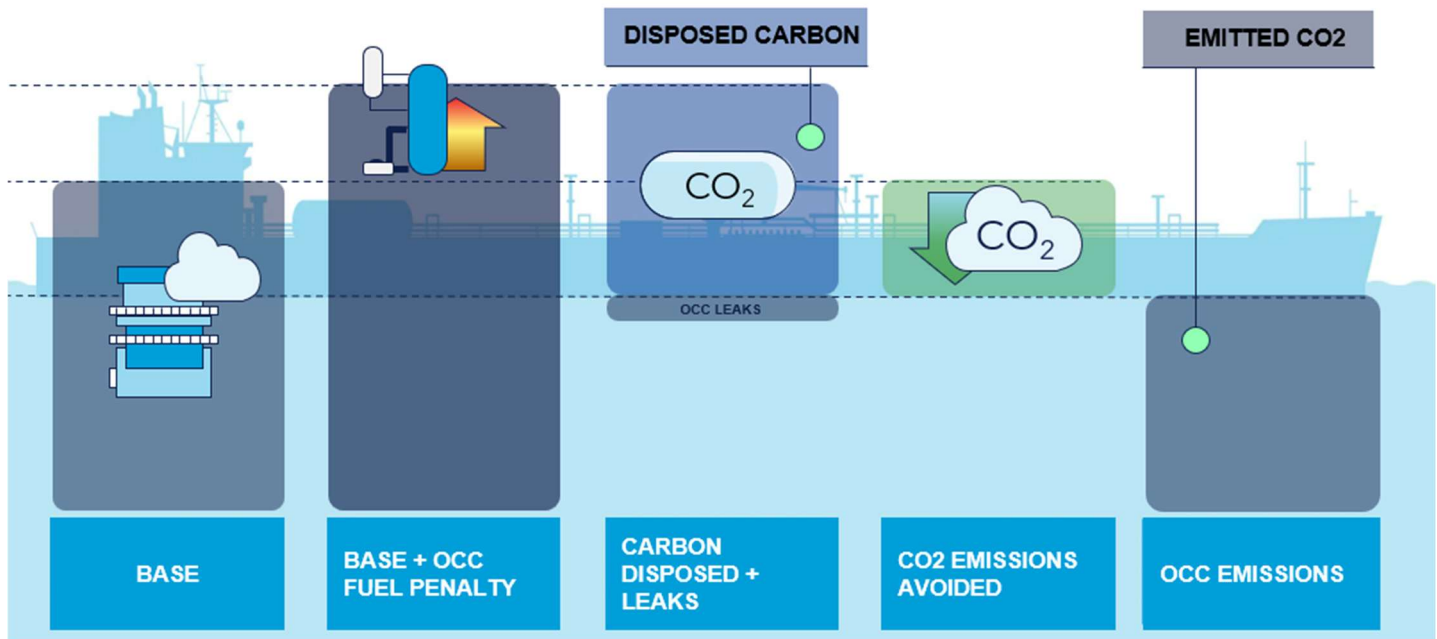 DISPOSED CARBON
EMITTED CO2
CO₂
CO₂
OCC LEAKS
BASE
BASE + OCC
FUEL PENALTY
CARBON
DISPOSED +
LEAKS
CO2 EMISSIONS
AVOIDED
OCC EMISSIONS